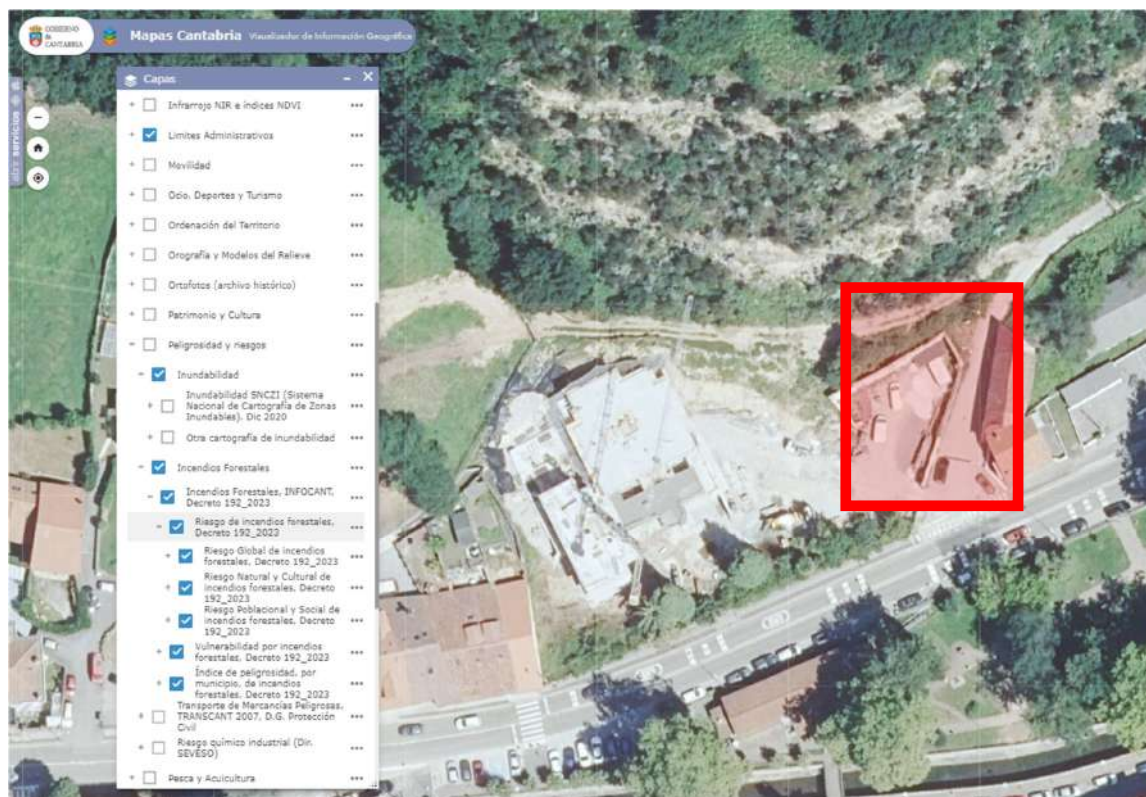 GOBIERNO
de
CANTABRIA
Mapas Cantabria Visualizador de Información Geográfica
abrir servicios
Capas
Infrarrojo NIR e índices NDVI
Limites Administrativos
Movilidad
Ocio, Deportes y Turismo
Ordenación del Territorio
Orografía y Modelos del Relieve
Ortofotos (archivo histórico)
Patrimonio y Cultura
Peligrosidad y riesgos
Inundabilidad
Inundabilidad SNCZI (Sistema
Nacional de Cartografía de Zonas
Inundables). Dic 2020
Otra cartografía de inundabilidad
Incendios Forestales
Incendios Forestales, INFOCANT,
Decreto 192_2023
Riesgo de incendios forestales,
Decreto 192_2023
Riesgo Global de incendios
forestales, Decreto 192_2023
Riesgo Natural y Cultural de
incendios forestales, Decreto
192_2023
Riesgo Poblacional y Social de
incendios forestales, Decreto
192_2023
Vulnerabilidad por incendios
forestales, Decreto 192_2023
Índice de peligrosidad, por
municipio, de incendios
forestales, Decreto 192_2023
Transporte de Mercancías Peligrosas,
TRANSCANT 2007, D.G. Protección
Civil
Riesgo químico industrial (Dir.
SEVESO)
Pesca y Acuicultura